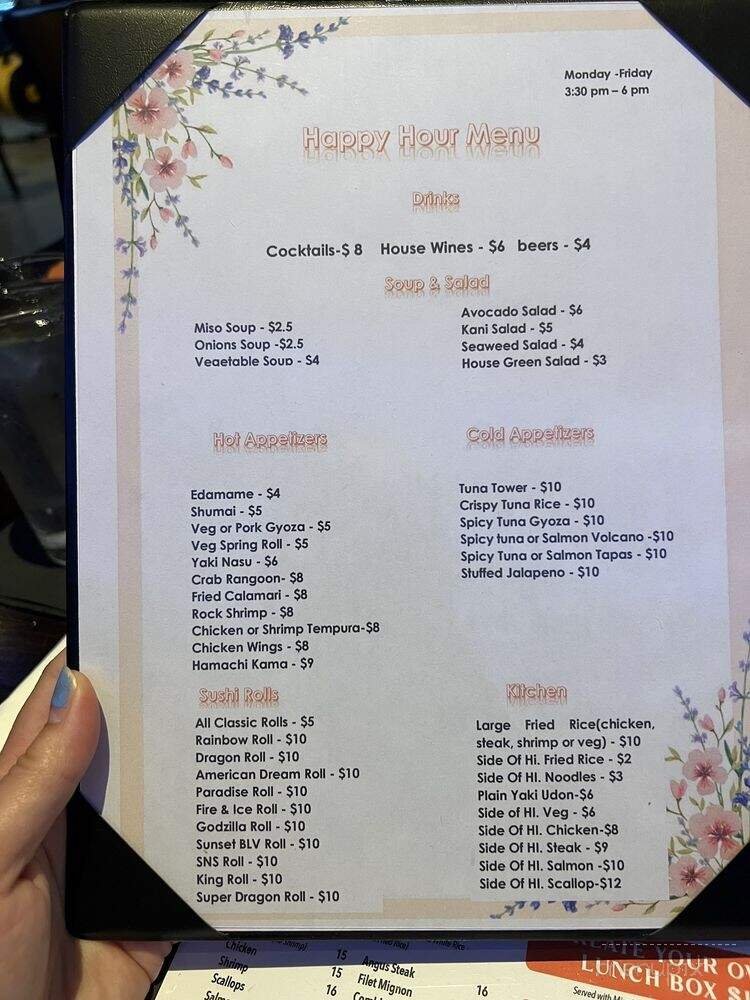 Monday -Friday
3:30 pm – 6 pm
Happy Hour Menu
Drinks
Cocktails-$ 8 House Wines - $6 beers - $4
Soup & Salad
Miso Soup - $2.5
Onions Soup -$2.5
Vegetable Soup - $4
Avocado Salad - $6
Kani Salad - $5
Seaweed Salad - $4
House Green Salad - $3
Hot Appetizers
Edamame - $4
Shumai - $5
Veg or Pork Gyoza - $5
Veg Spring Roll - $5
Yaki Nasu - $6
Crab Rangoon- $8
Fried Calamari - $8
Rock Shrimp - $8
Chicken or Shrimp Tempura-$8
Chicken Wings - $8
Hamachi Kama - $9
Cold Appetizers
Tuna Tower - $10
Crispy Tuna Rice - $10
Spicy Tuna Gyoza - $10
Spicy tuna or Salmon Volcano -$10
Spicy Tuna or Salmon Tapas - $10
Stuffed Jalapeno - $10
Sushi Rolls
All Classic Rolls - $5
Rainbow Roll - $10
Dragon Roll - $10
American Dream Roll - $10
Paradise Roll - $10
Fire & Ice Roll - $10
Godzilla Roll - $10
Sunset BLV Roll - $10
SNS Roll - $10
King Roll - $10
Super Dragon Roll - $10
Kitchen
Large Fried Rice(chicken,
steak, shrimp or veg) - $10
Side Of Hi. Fried Rice - $2
Side Of HI. Noodles - $3
Plain Yaki Udon-$6
Side of HI. Veg - $6
Side Of HI. Chicken-$8
Side Of HI. Steak - $9
Side Of HI. Salmon -$10
Side Of HI. Scallop-$12
Chicken 15
Shrimp 15
Scallops 16
Angus Steak
Filet Mignon 16
YOUR
LUNCH BOX
Served with